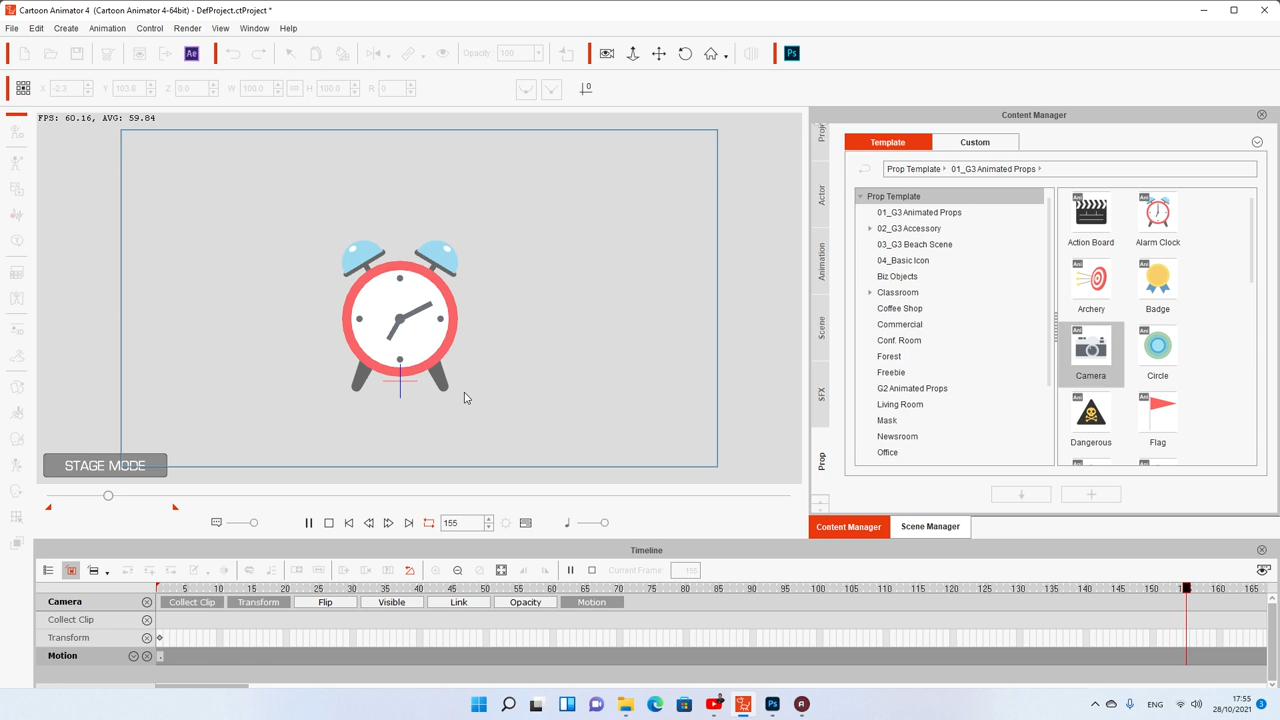 Cartoon Animator 4 (Cartoon Animator 4-64bit) - DefProject.ctProject *
File Edit Create Animation Control Render View Window Help
Ae Opacity: 100 Ps
X -2.3 Y 103.8 Z 0.0 W 100.0 H 100.0 R 0 0
FPS: 60.16, AVG: 59.84
STAGE MODE
155
Content Manager
Template Custom
Prop Template 01_G3 Animated Props
Actor
Animation
Scene
SFX
Prop
Prop Template
01_G3 Animated Props
02_G3 Accessory
03_G3 Beach Scene
04_Basic Icon
Biz Objects
Classroom
Coffee Shop
Commercial
Conf. Room
Forest
Freebie
G2 Animated Props
Living Room
Mask
Newsroom
Office
Action Board Alarm Clock
Archery Badge
Camera Circle
Dangerous Flag
Content Manager Scene Manager
Timeline
Current Frame: 155
5 10 15 20 25 30 35 40 45 50 55 60 65 70 75 80 85 90 95 100 105 110 115 120 125 130 135 140 145 150 160 165
Camera Collect Clip Transform Flip Visible Link Opacity Motion
Collect Clip
Transform
Motion
Ps A ENG 17:55
28/10/2021 3